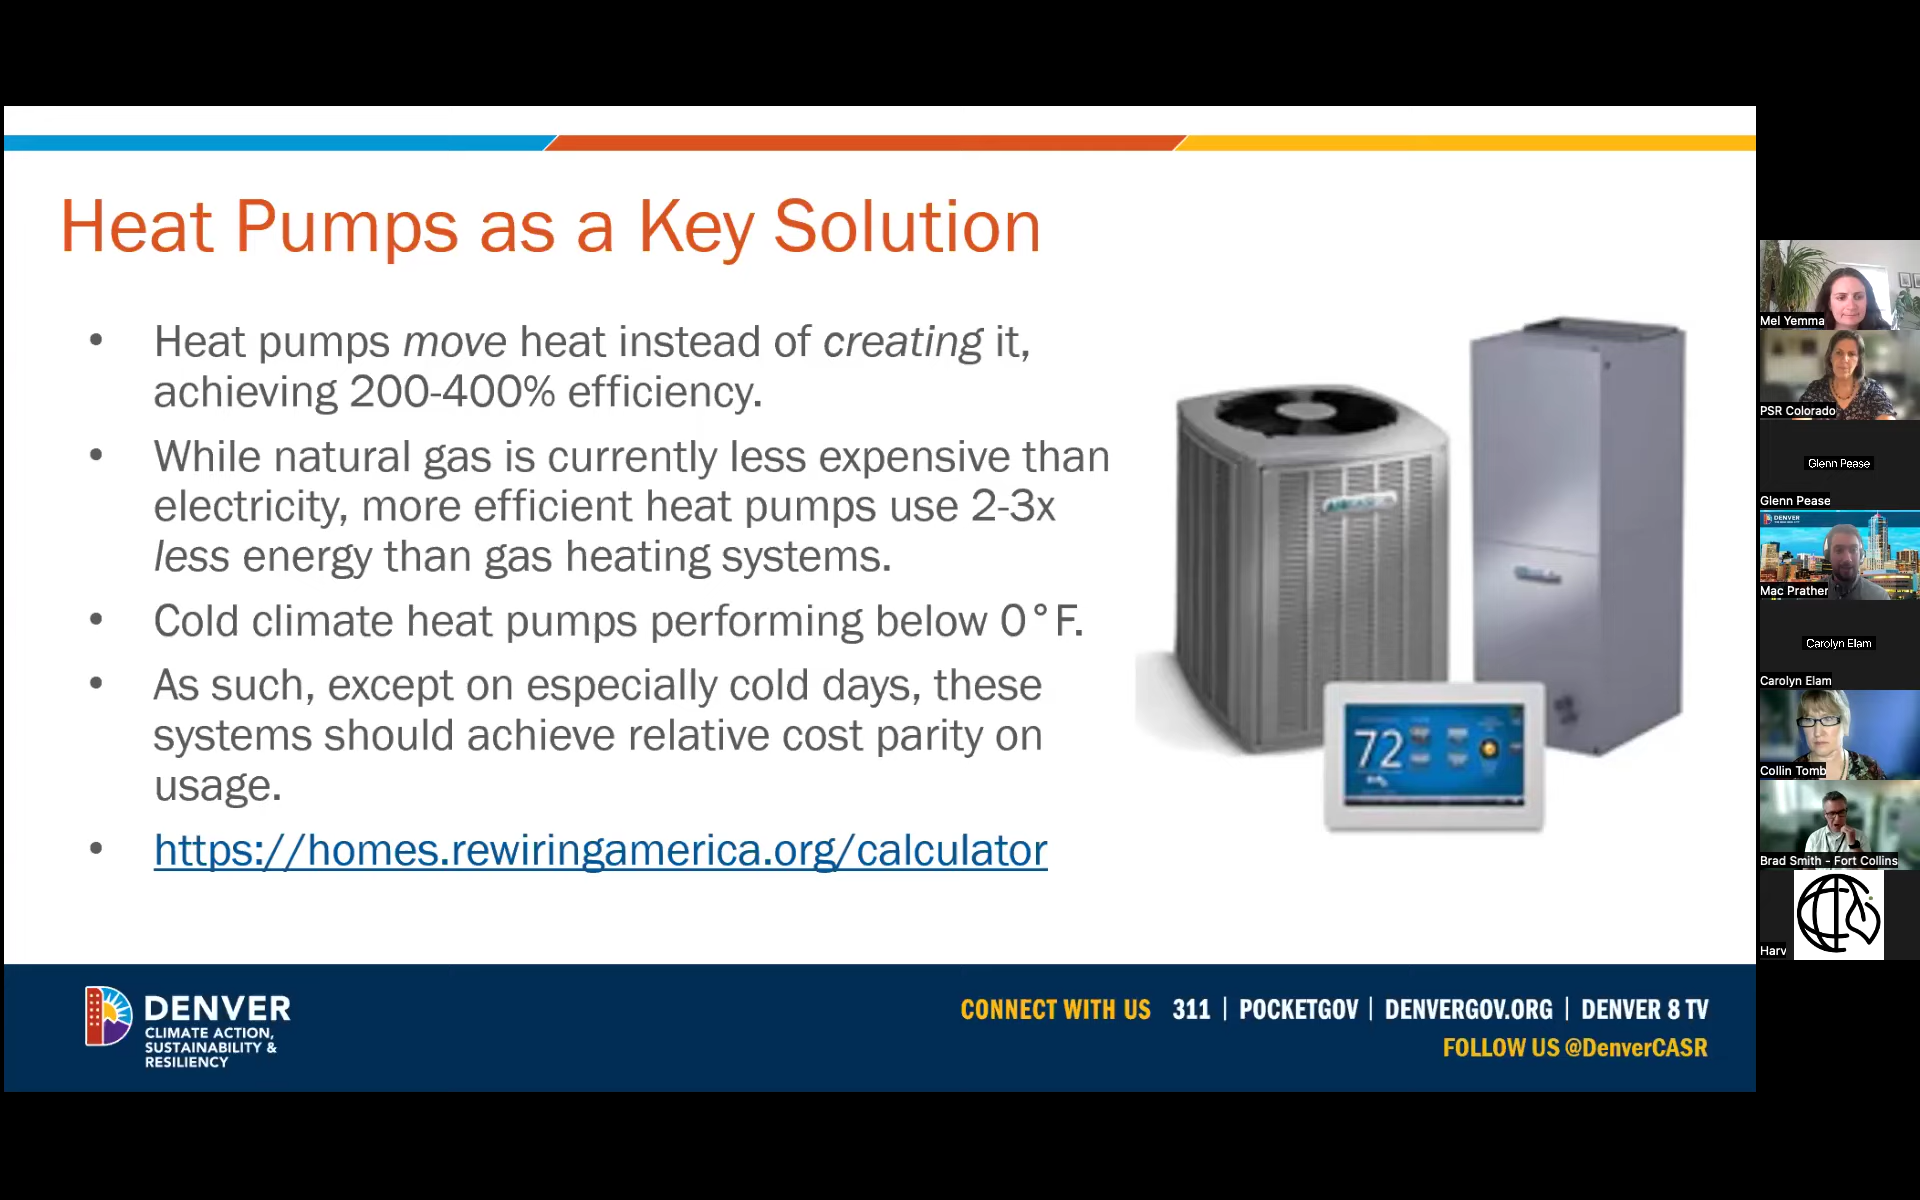 Heat Pumps as a Key Solution
• Heat pumps move heat instead of creating it,
achieving 200-400% efficiency.
• While natural gas is currently less expensive than
electricity, more efficient heat pumps use 2-3x
less energy than gas heating systems.
• Cold climate heat pumps performing below 0°F.
• As such, except on especially cold days, these
systems should achieve relative cost parity on
usage.
• https://homes.rewiringamerica.org/calculator
72
DENVER
CLIMATE ACTION,
SUSTAINABILITY &
RESILIENCY
CONNECT WITH US 311 | POCKETGOV | DENVERGOV.ORG | DENVER 8 TV
FOLLOW US @DenverCASR
Mel Yemma
PSR Colorado
Glenn Pease
Glenn Pease
DENVER
Mac Prather
Carolyn Elam
Carolyn Elam
Collin Tomb
Brad Smith - Fort Collins
Harv